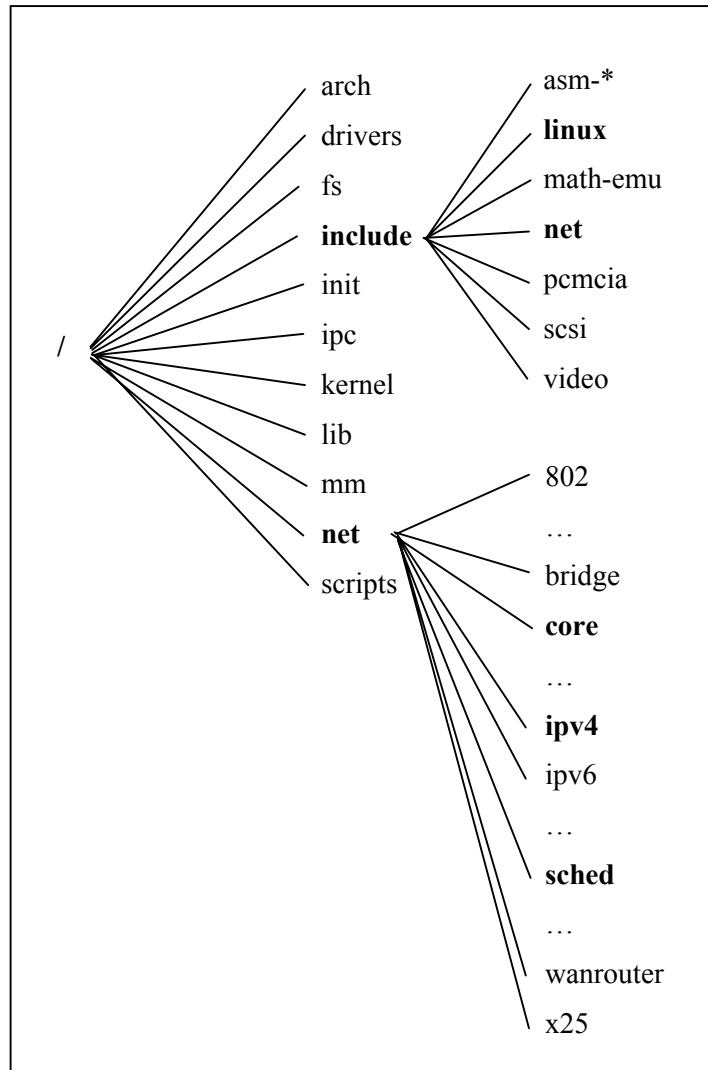 /
arch
drivers
fs
include
init
ipc
kernel
lib
mm
net
scripts
asm-*
linux
math-emu
net
pcmcia
scsi
video
802
…
bridge
core
…
ipv4
ipv6
…
sched
…
wanrouter
x25